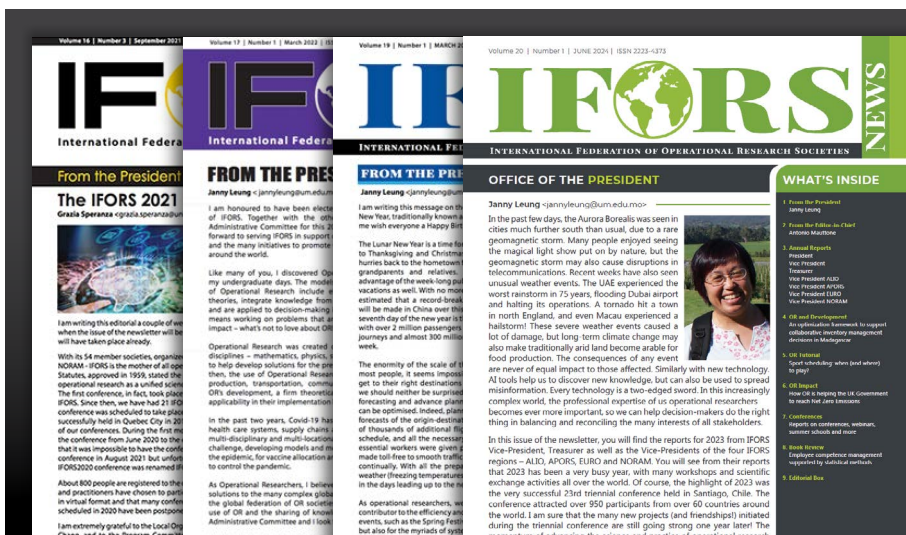 Volume 16 | Number 3 | September 2021
IF
International Federa
From the President
The IFORS 2021
Grazia Speranza <grazia.speranza@un
I am writing this editorial a couple of we
when the issue of the newsletter will be
will have taken place already.
With its 54 member societies, organize
NORAM – IFORS is the mother of all oper
Statutes, approved in 1959, stated the
operational research as a unified scien
The first conference, in fact, took place
IFORS. Since then, we have had 21 IFO
conference was scheduled to take plac
successfully held in Quebec City in 20
of our conferences. During the first mo
the conference from June 2020 to the
that it was impossible to have the confe
conference in August 2021 but unfort
IFORS2020 conference was renamed IF
About 800 people are registered to the
and practitioners have chosen to parti
in virtual format and that many confer
scheduled in 2020 have been postpone
I am extremely grateful to the Local Org
Volume 17 | Number 1 | March 2022 | IS
IF
International Federa
FROM THE PRES
Janny Leung <jannyleung@um.edu.m
I am honoured to have been electe
of IFORS. Together with the oth
Administrative Committee for this 2
forward to serving IFORS in support
and the many initiatives to promote
around the world.
Like many of you, I discovered Op
my undergraduate days. The model
of Operational Research include e
theories, integrate knowledge from
and are applied to decision-making i
means working on problems that a
impact – what's not to love about OR
Operational Research was created
disciplines – mathematics, physics, s
to help develop solutions for the pre
then, the use of Operational Resear
production, transportation, commu
OR's development, a firm theoretic
applicability in their implementation
In the past two years, Covid-19 has
health care systems, supply chains
multi-disciplinary and multi-location
challenge, developing models and m
the epidemic, for vaccine allocation a
to control the pandemic.
As Operational Researchers, I believe
solutions to the many complex globa
the global federation of OR societie
use of OR and the sharing of know
Administrative Committee and I look
Volume 19 | Number 1 | MARCH 20
IF
INTERNATIONAL FED
FROM THE PRE
Janny Leung <jannyleung@um
I am writing this message on th
New Year, traditionally known a
me wish everyone a Happy Birt
The Lunar New Year is a time fo
to Thanksgiving and Christma
hurries back to the hometown
grandparents and relatives.
advantage of the week-long pu
vacations as well. With no mor
estimated that a record-break
will be made in China over this
seventh day of the new year is t
with over 2 million passengers
journeys and almost 300 millio
week.
The enormity of the scale of t
most people, it seems impossi
get to their right destinations
we should neither be surprised
forecasting and advance plann
can be optimised. Indeed, plan
forecasts of the origin-destinat
of thousands of additional flig
schedule, and all the necessar
essential workers were given p
made toll-free to smooth traffic
continually. With all the prepa
weather (freezing temperatures
in the days leading up to the n
As operational researchers, w
contributor to the efficiency an
events, such as the Spring Festi
but also for the myriads of syste
Volume 20 | Number 1 | JUNE 2024 | ISSN 2223-4373
IFORS
NEWS
INTERNATIONAL FEDERATION OF OPERATIONAL RESEARCH SOCIETIES
OFFICE OF THE PRESIDENT
Janny Leung <jannyleung@um.edu.mo>
In the past few days, the Aurora Borealis was seen in
cities much further south than usual, due to a rare
geomagnetic storm. Many people enjoyed seeing
the magical light show put on by nature, but the
geomagnetic storm may also cause disruptions in
telecommunications. Recent weeks have also seen
unusual weather events. The UAE experienced the
worst rainstorm in 75 years, flooding Dubai airport
and halting its operations. A tornado hit a town
in north England, and even Macau experienced a
hailstorm! These severe weather events caused a
lot of damage, but long-term climate change may
also make traditionally arid land become arable for
food production. The consequences of any event
are never of equal impact to those affected. Similarly with new technology.
AI tools help us to discover new knowledge, but can also be used to spread
misinformation. Every technology is a two-edged sword. In this increasingly
complex world, the professional expertise of us operational researchers
becomes ever more important, so we can help decision-makers do the right
thing in balancing and reconciling the many interests of all stakeholders.
In this issue of the newsletter, you will find the reports for 2023 from IFORS
Vice-President, Treasurer as well as the Vice-Presidents of the four IFORS
regions – ALIO, APORS, EURO and NORAM. You will see from their reports
that 2023 has been a very busy year, with many workshops and scientific
exchange activities all over the world. Of course, the highlight of 2023 was
the very successful 23rd triennial conference held in Santiago, Chile. The
conference attracted over 950 participants from over 60 countries around
the world. I am sure that the many new projects (and friendships!) initiated
during the triennial conference are still going strong one year later! The
WHAT'S INSIDE
1. From the President
Janny Leung
2. From the Editor-in-Chief
Antonio Mauttone
3. Annual Reports
President
Vice President
Treasurer
Vice President ALIO
Vice President APORS
Vice President EURO
Vice President NORAM
4. OR and Development
An optimization framework to support
collaborative inventory management
decisions in Madagascar
5. OR Tutorial
Sport scheduling: when (and where)
to play?
6. OR Impact
How OR is helping the UK Government
to reach Net Zero Emissions
7. Conferences
Reports on conferences, webinars,
summer schools and more
8. Book Review
Employee competence management
supported by statistical methods
9. Editorial Box